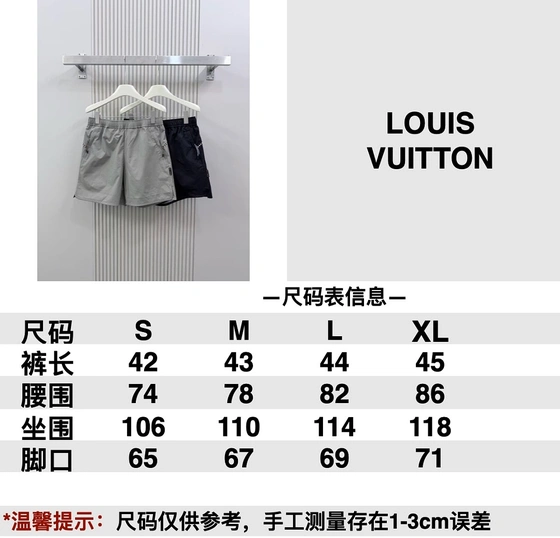 LOUIS
VUITTON
—尺码表信息—
尺码 S M L XL
裤长 42 43 44 45
腰围 74 78 82 86
坐围 106 110 114 118
脚口 65 67 69 71
*温馨提示：尺码仅供参考，手工测量存在1-3cm误差